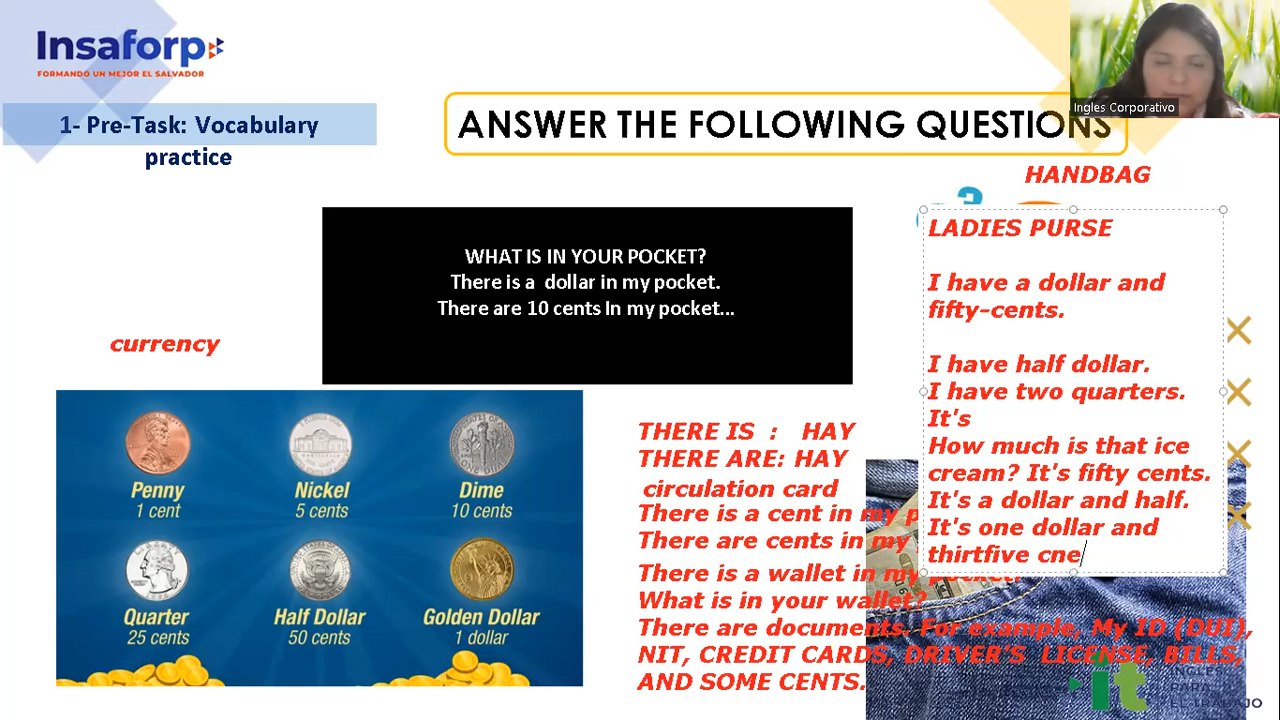 Insaforp
FORMANDO UN MEJOR EL SALVADOR
1- Pre-Task: Vocabulary
practice
ANSWER THE FOLLOWING QUESTIONS
Ingles Corporativo
HANDBAG
WHAT IS IN YOUR POCKET?
There is a dollar in my pocket.
There are 10 cents In my pocket...
currency
LADIES PURSE
I have a dollar and
fifty-cents.
I have half dollar.
I have two quarters.
It's
How much is that ice
cream? It's fifty cents.
It's a dollar and half.
It's one dollar and
thirtfive cne
Penny
1 cent
Nickel
5 cents
Dime
10 cents
Quarter
25 cents
Half Dollar
50 cents
Golden Dollar
1 dollar
THERE IS : HAY
THERE ARE: HAY
circulation card
There is a cent in my
There are cents in my
There is a wallet in my pocket.
What is in your wallet?
There are documents. For example, My ID (DUI),
NIT, CREDIT CARDS, DRIVER'S LICENSE, BILLS,
AND SOME CENTS.
it
PARA
EL TRABAJO